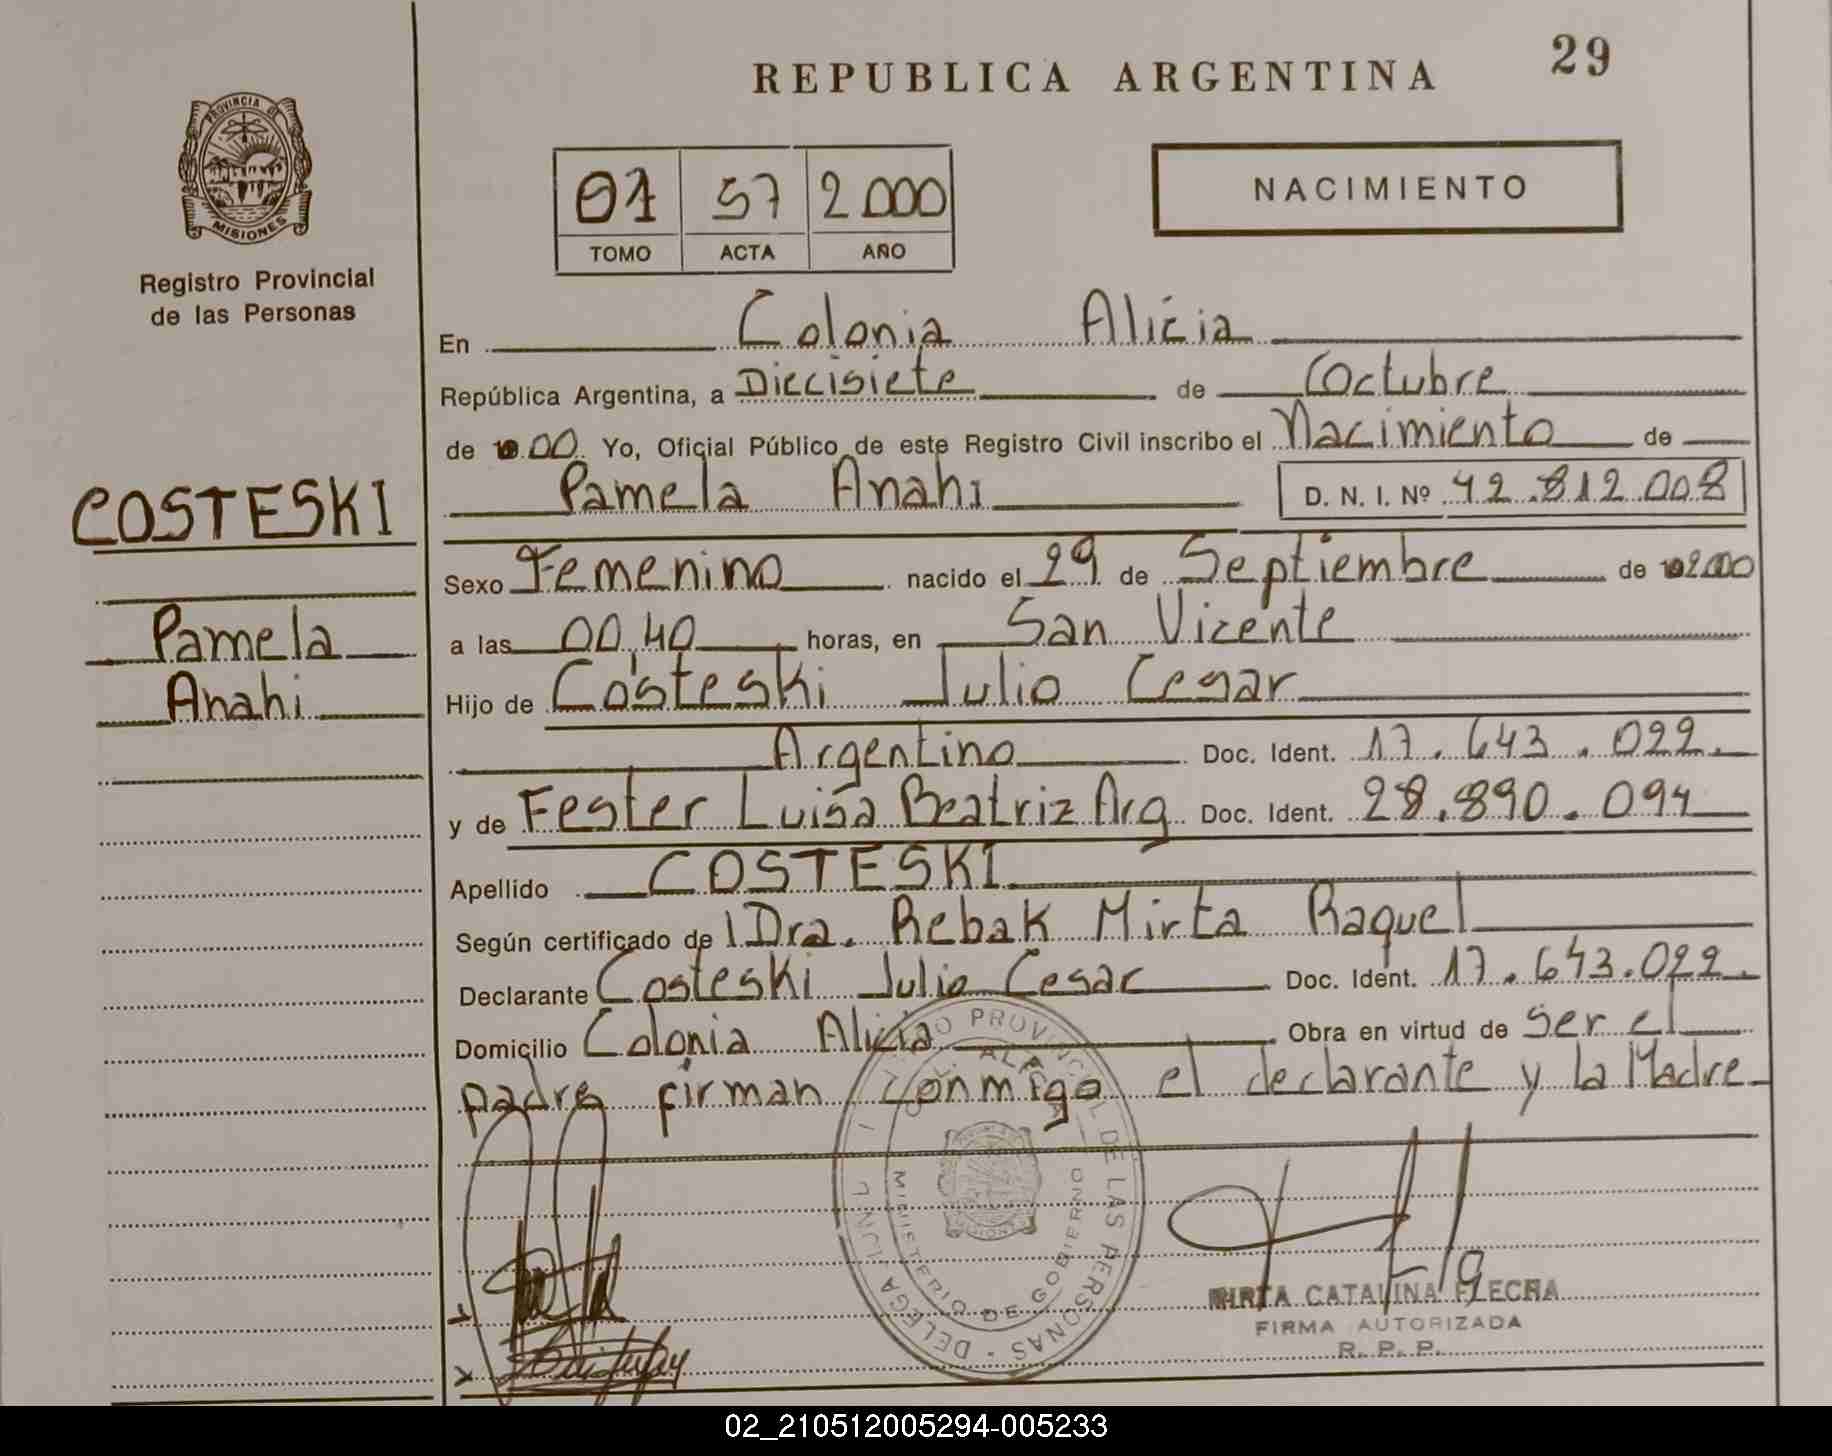 REPUBLICA ARGENTINA 29
PROVINCIA DE
MISIONES
Registro Provincial
de las Personas
01 57 2000
TOMO ACTA AÑO
NACIMIENTO
En Colonia Alicia
República Argentina, a Diecisiete de Octubre
de 00 Yo, Oficial Público de este Registro Civil inscribo el Nacimiento de
Pamela Anahi D. N. I. Nº 42.812.008
COSTESKI
Pamela
Anahi
Sexo Femenino nacido el 29 de Septiembre de 2000
a las 00,40 horas, en San Vicente
Hijo de Costeski Julio Cesar
Argentino Doc. Ident. 17.643.022.
y de Fester Luisa Beatriz Arg Doc. Ident. 28.890.094
Apellido COSTESKI
Según certificado de Dra. Rebak Mirta Raquel
Declarante Costeski Julio Cesar Doc. Ident. 17.643.022.
Domicilio Colonia Alicia Obra en virtud de ser el
padre firman conmigo el declarante y la Madre
PROVINCIAL DE LAS PERSONAS - DELEGA
MINISTERIO DE GOBIERNO
MIRTA CATALINA FLECHA
FIRMA AUTORIZADA
R. P. P.
02_210512005294-005233